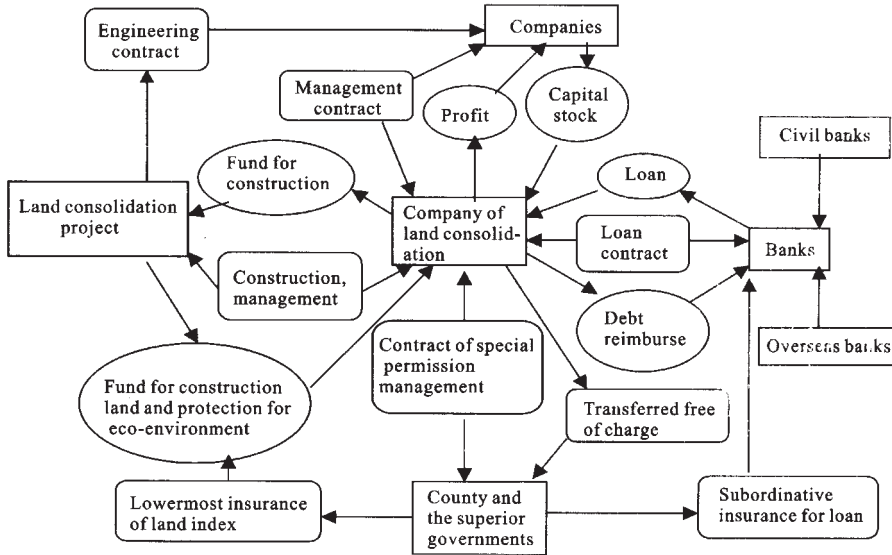 Engineering
contract
Companies
Management
contract
Profit
Capital
stock
Civil banks
Fund for
construction
Loan
Land consolidation
project
Company of
land consolid-
ation
Loan
contract
Banks
Construction,
management
Debt
reimburse
Overseas banks
Contract of special
permission
management
Fund for construction
land and protection for
eco-environment
Transferred free
of charge
Lowermost insurance
of land index
County and
the superior
governments
Subordinative
insurance for loan